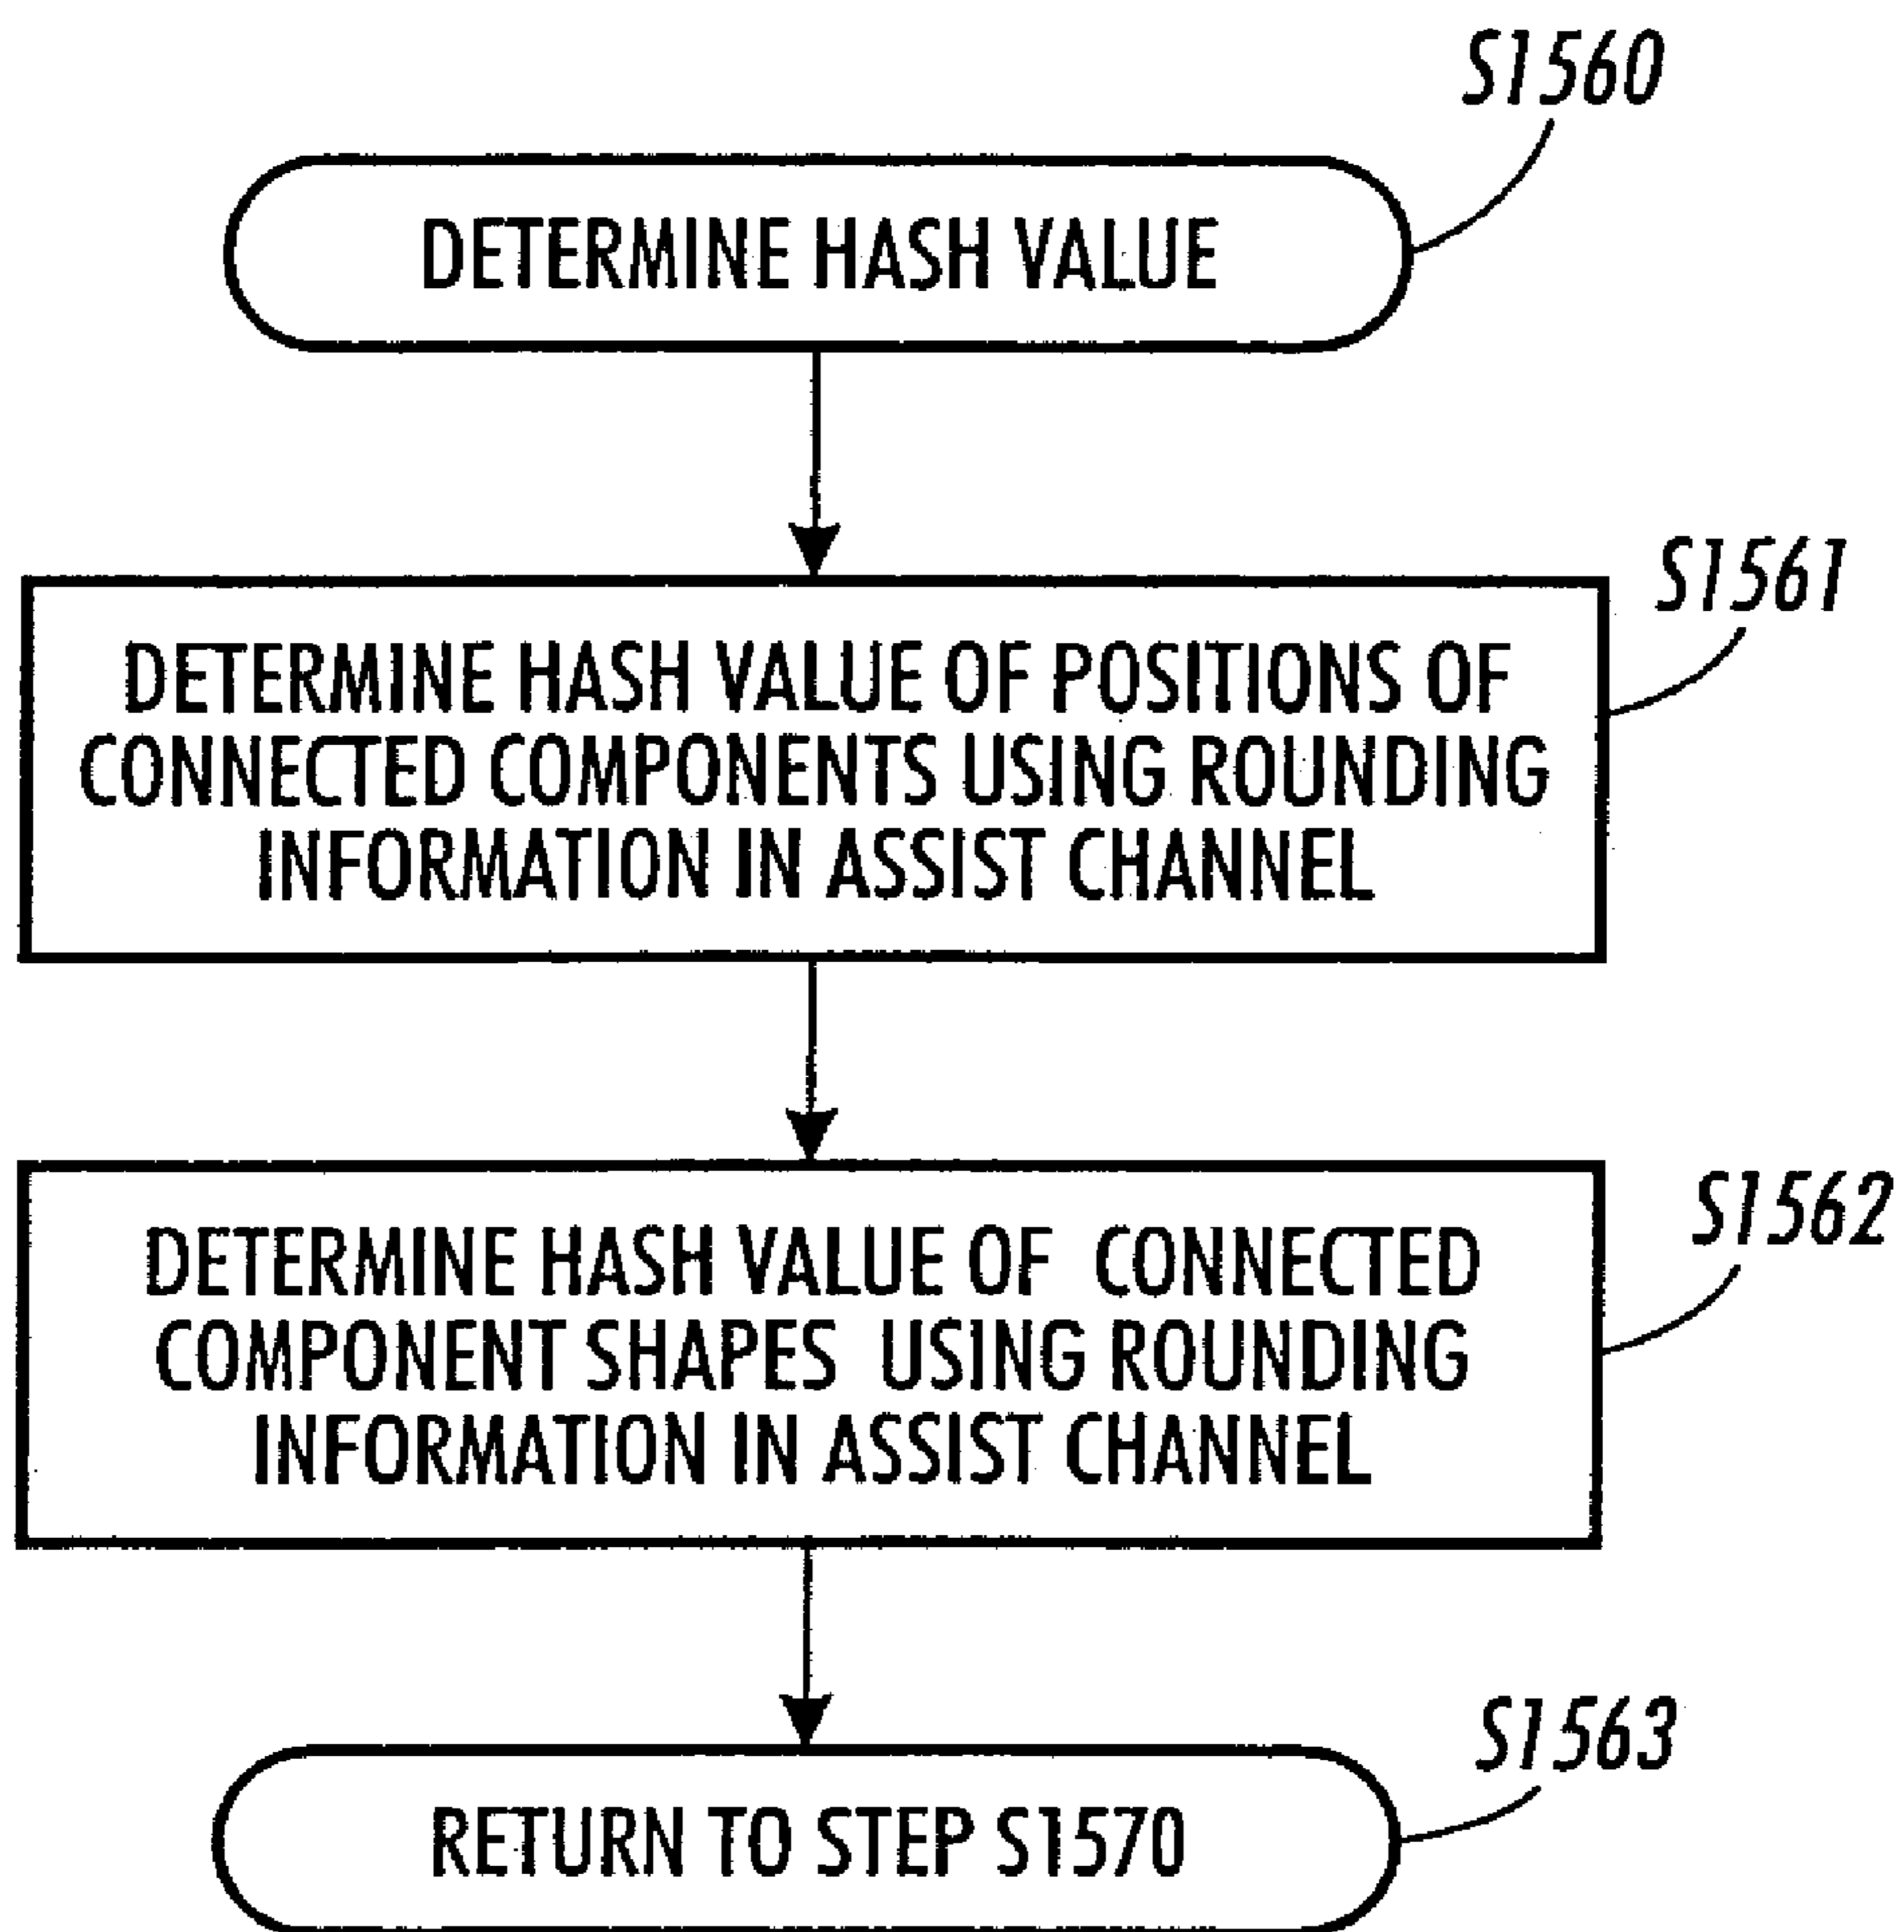 S1560
DETERMINE HASH VALUE
S1561
DETERMINE HASH VALUE OF POSITIONS OF
CONNECTED COMPONENTS USING ROUNDING
INFORMATION IN ASSIST CHANNEL
S1562
DETERMINE HASH VALUE OF CONNECTED
COMPONENT SHAPES USING ROUNDING
INFORMATION IN ASSIST CHANNEL
S1563
RETURN TO STEP S1570